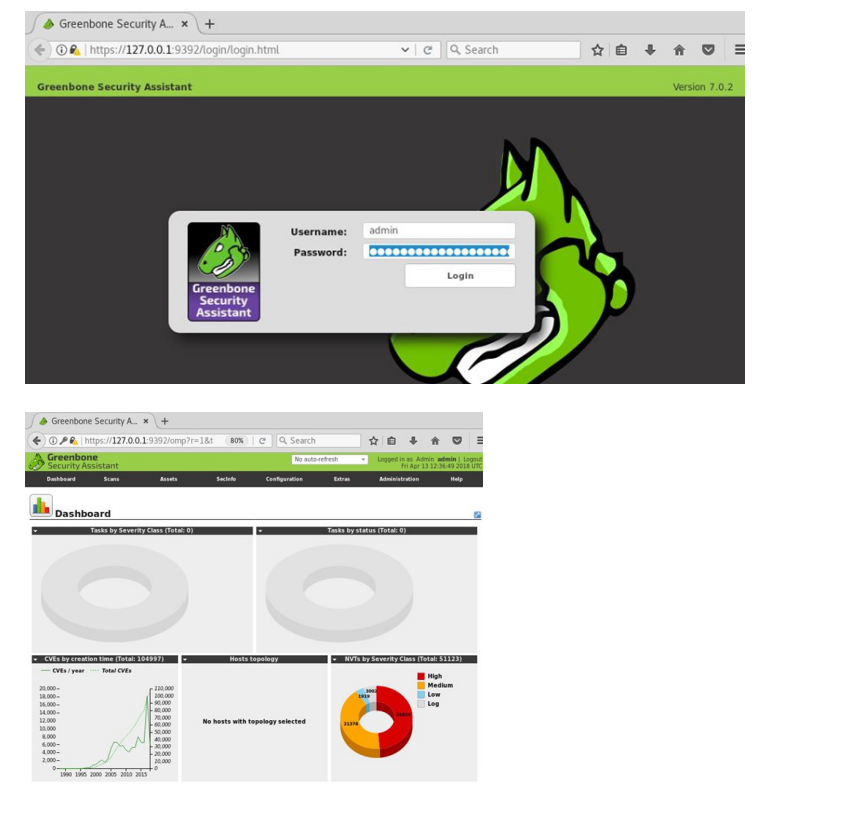 Greenbone Security A... × +
https://127.0.0.1:9392/login/login.html Search
Greenbone Security Assistant Version 7.0.2
Username: admin
Password:
Login
Greenbone
Security
Assistant
Greenbone Security A... × +
https://127.0.0.1:9392/omp?r=1&t 80% Search
Greenbone
Security Assistant
No auto-refresh
Logged in as Admin admin | Logout
Fri Apr 13 12:36:49 2018 UTC
Dashboard Scans Assets SecInfo Configuration Extras Administration Help
Dashboard
Tasks by Severity Class (Total: 0) Tasks by status (Total: 0)
CVEs by creation time (Total: 104997) Hosts topology NVTs by Severity Class (Total: 51123)
CVEs / year Total CVEs
20,000
18,000
16,000
14,000
12,000
10,000
8,000
6,000
4,000
2,000
0
110,000
100,000
90,000
80,000
70,000
60,000
50,000
40,000
30,000
20,000
10,000
0
1990 1995 2000 2005 2010 2015
No hosts with topology selected
High
Medium
Low
Log
1919
21378